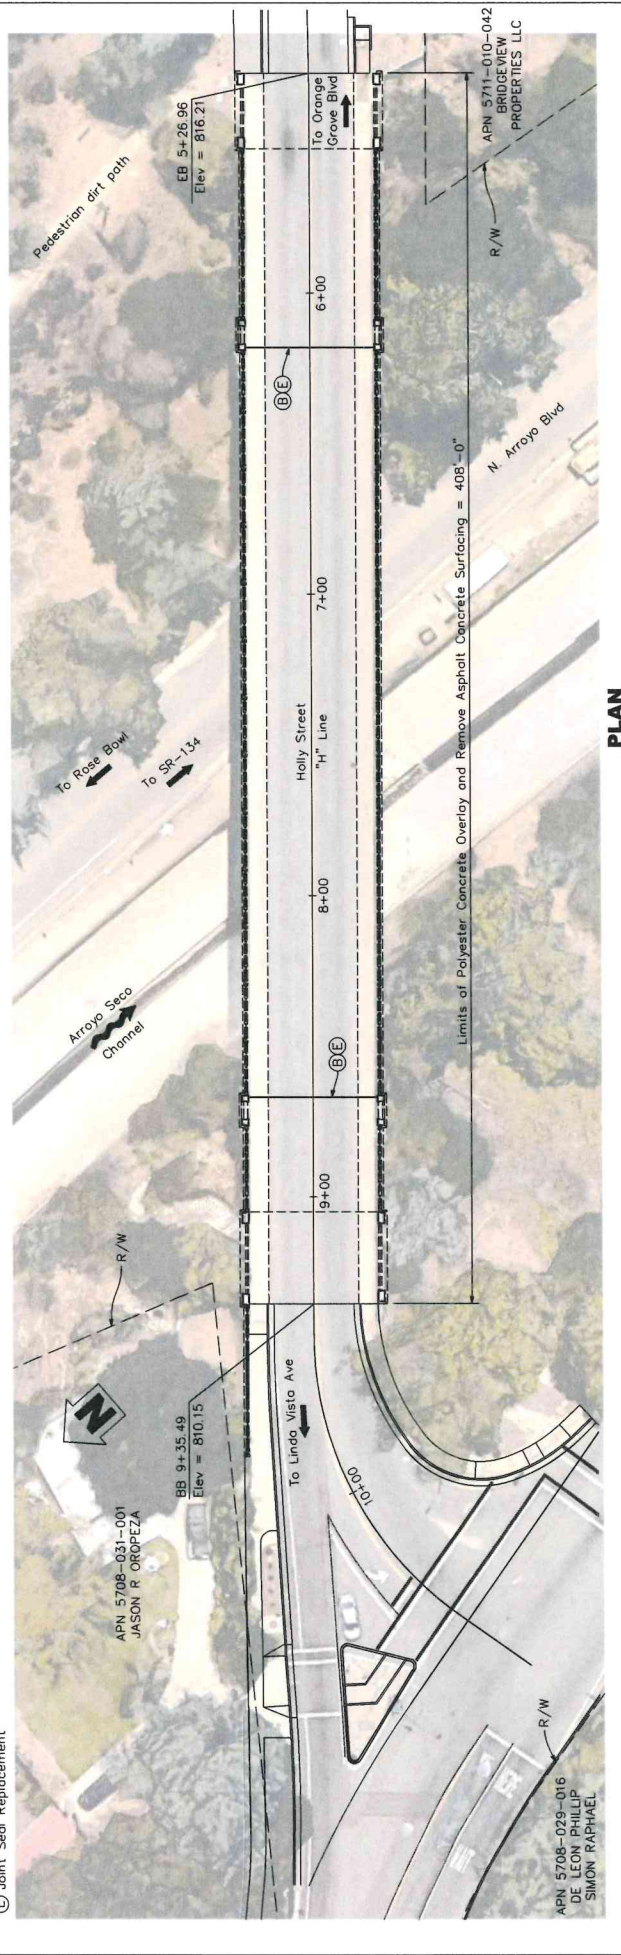 (E) Joint Seal Replacement
APN 5708-031-001
JASON R OROPEZA
R/W
N
BB 9+35.49
Elev = 810.15
Arroyo Seco
Channel
To Rose Bowl
To SR-134
Pedestrian dirt path
EB 5+26.96
Elev = 816.21
To Linda Vista Ave
10+00
9+00
B E
8+00
Holly Street
"H" Line
7+00
B E
6+00
To Orange
Grove Blvd
Limits of Polyester Concrete Overlay and Remove Asphalt Concrete Surfacing = 408'-0"
N. Arroyo Blvd
R/W
APN 5711-010-042
BRIDGEVIEW
PROPERTIES LLC
APN 5708-029-016
DE LEON PHILLIP
SIMON RAPHAEL
R/W
PLAN